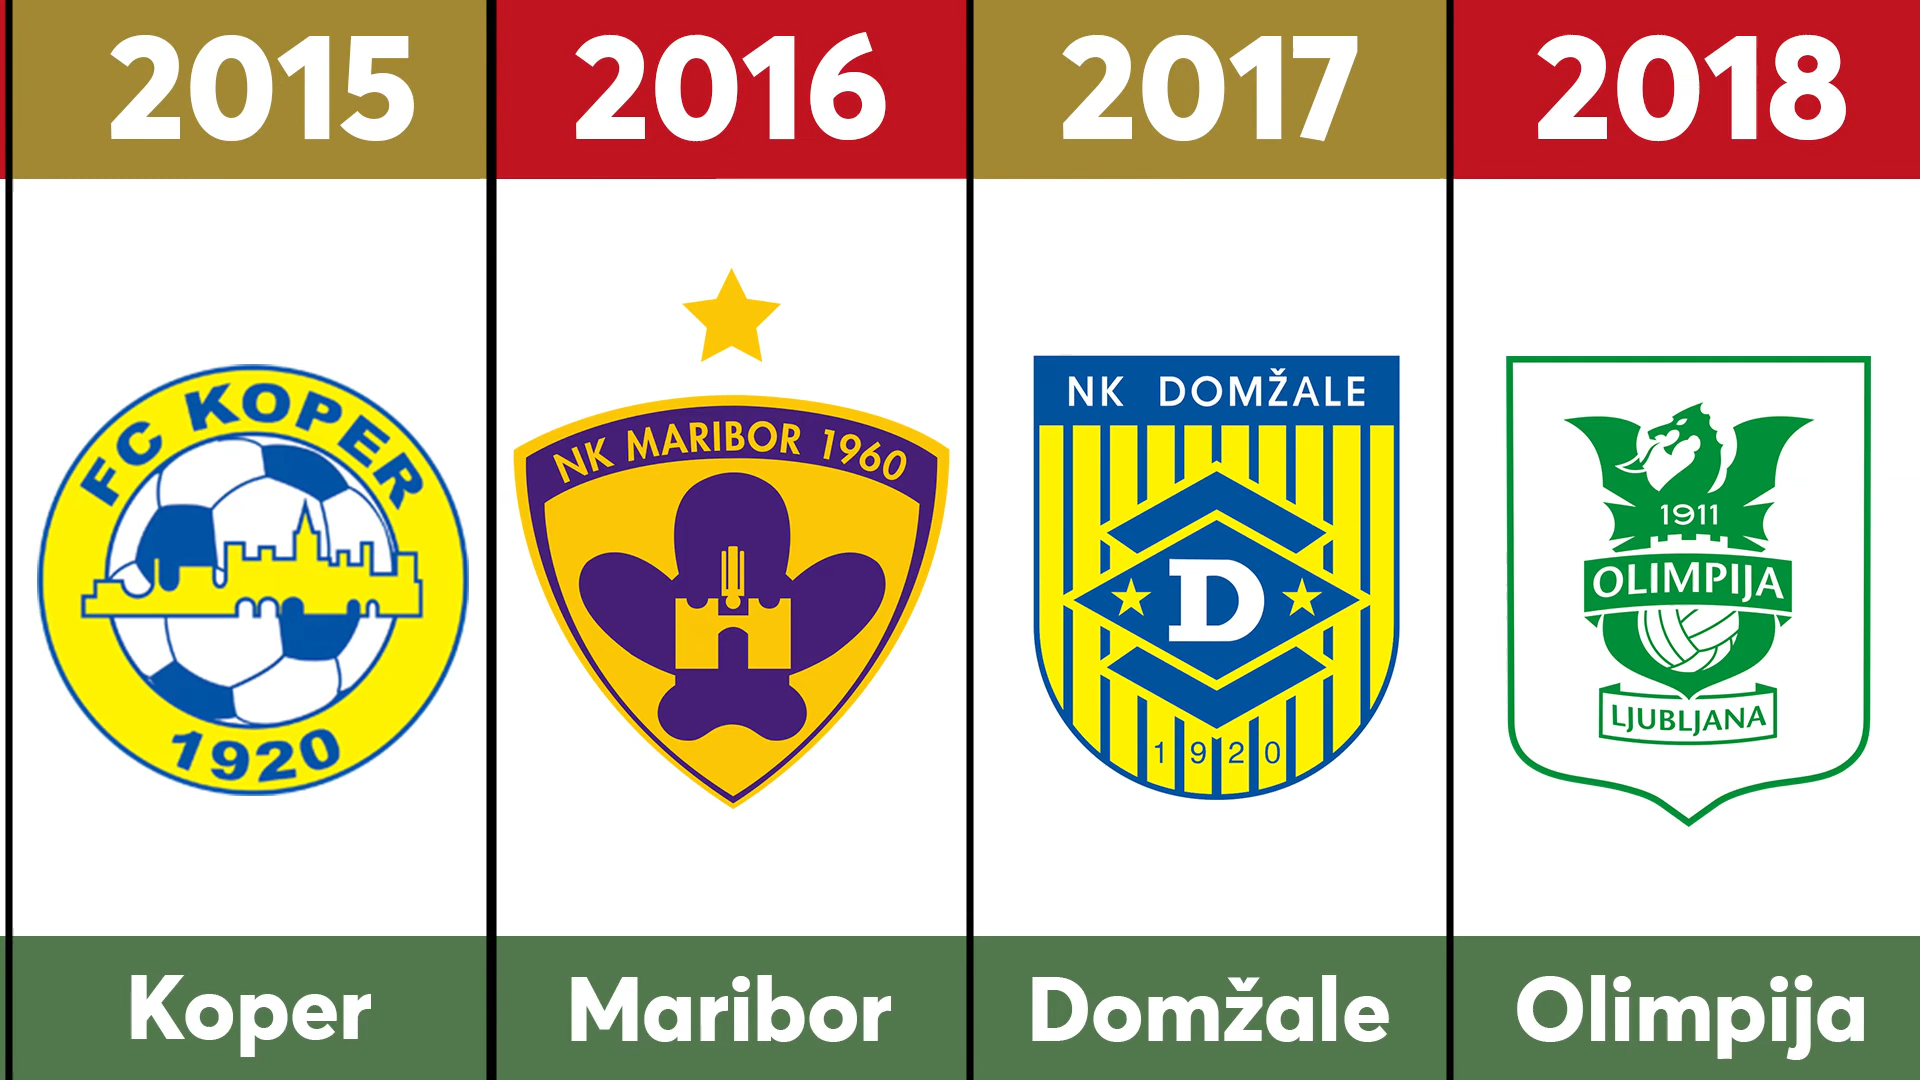 2015
2016
2017
2018
FC KOPER
1920
NK MARIBOR 1960
NK DOMŽALE
D
1920
1911
OLIMPIJA
LJUBLJANA
Koper
Maribor
Domžale
Olimpija